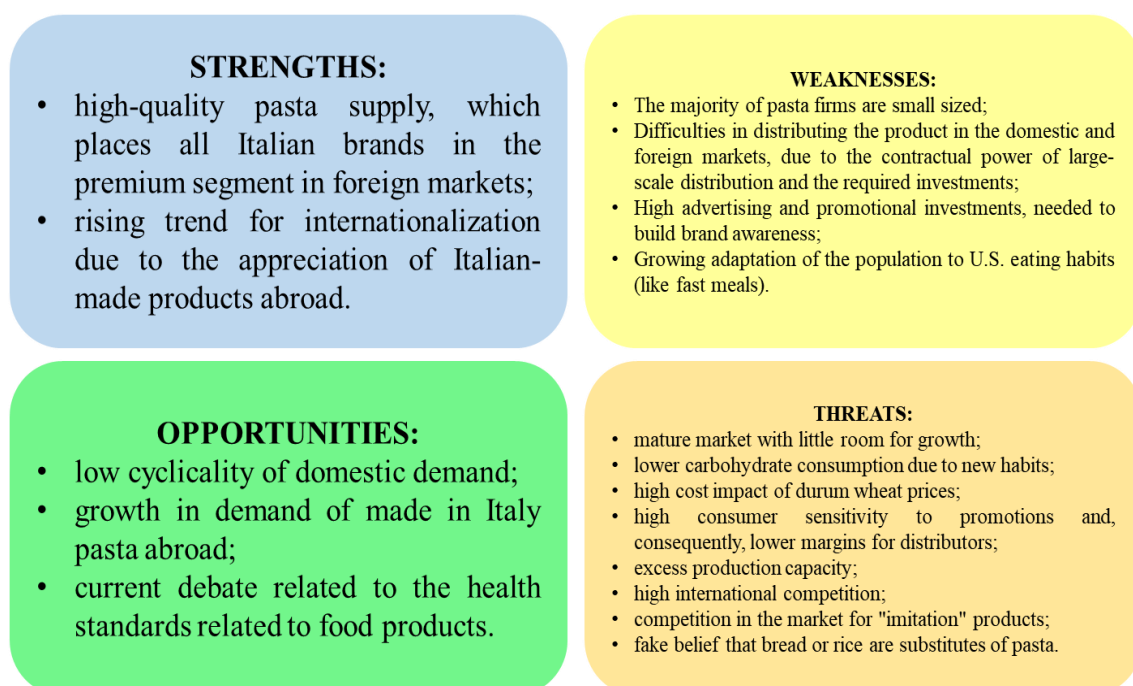 STRENGTHS:
• high-quality pasta supply, which
places all Italian brands in the
premium segment in foreign markets;
• rising trend for internationalization
due to the appreciation of Italian-
made products abroad.
WEAKNESSES:
• The majority of pasta firms are small sized;
• Difficulties in distributing the product in the domestic and
foreign markets, due to the contractual power of large-
scale distribution and the required investments;
• High advertising and promotional investments, needed to
build brand awareness;
• Growing adaptation of the population to U.S. eating habits
(like fast meals).
OPPORTUNITIES:
• low cyclicality of domestic demand;
• growth in demand of made in Italy
pasta abroad;
• current debate related to the health
standards related to food products.
THREATS:
• mature market with little room for growth;
• lower carbohydrate consumption due to new habits;
• high cost impact of durum wheat prices;
• high consumer sensitivity to promotions and,
consequently, lower margins for distributors;
• excess production capacity;
• high international competition;
• competition in the market for "imitation" products;
• fake belief that bread or rice are substitutes of pasta.